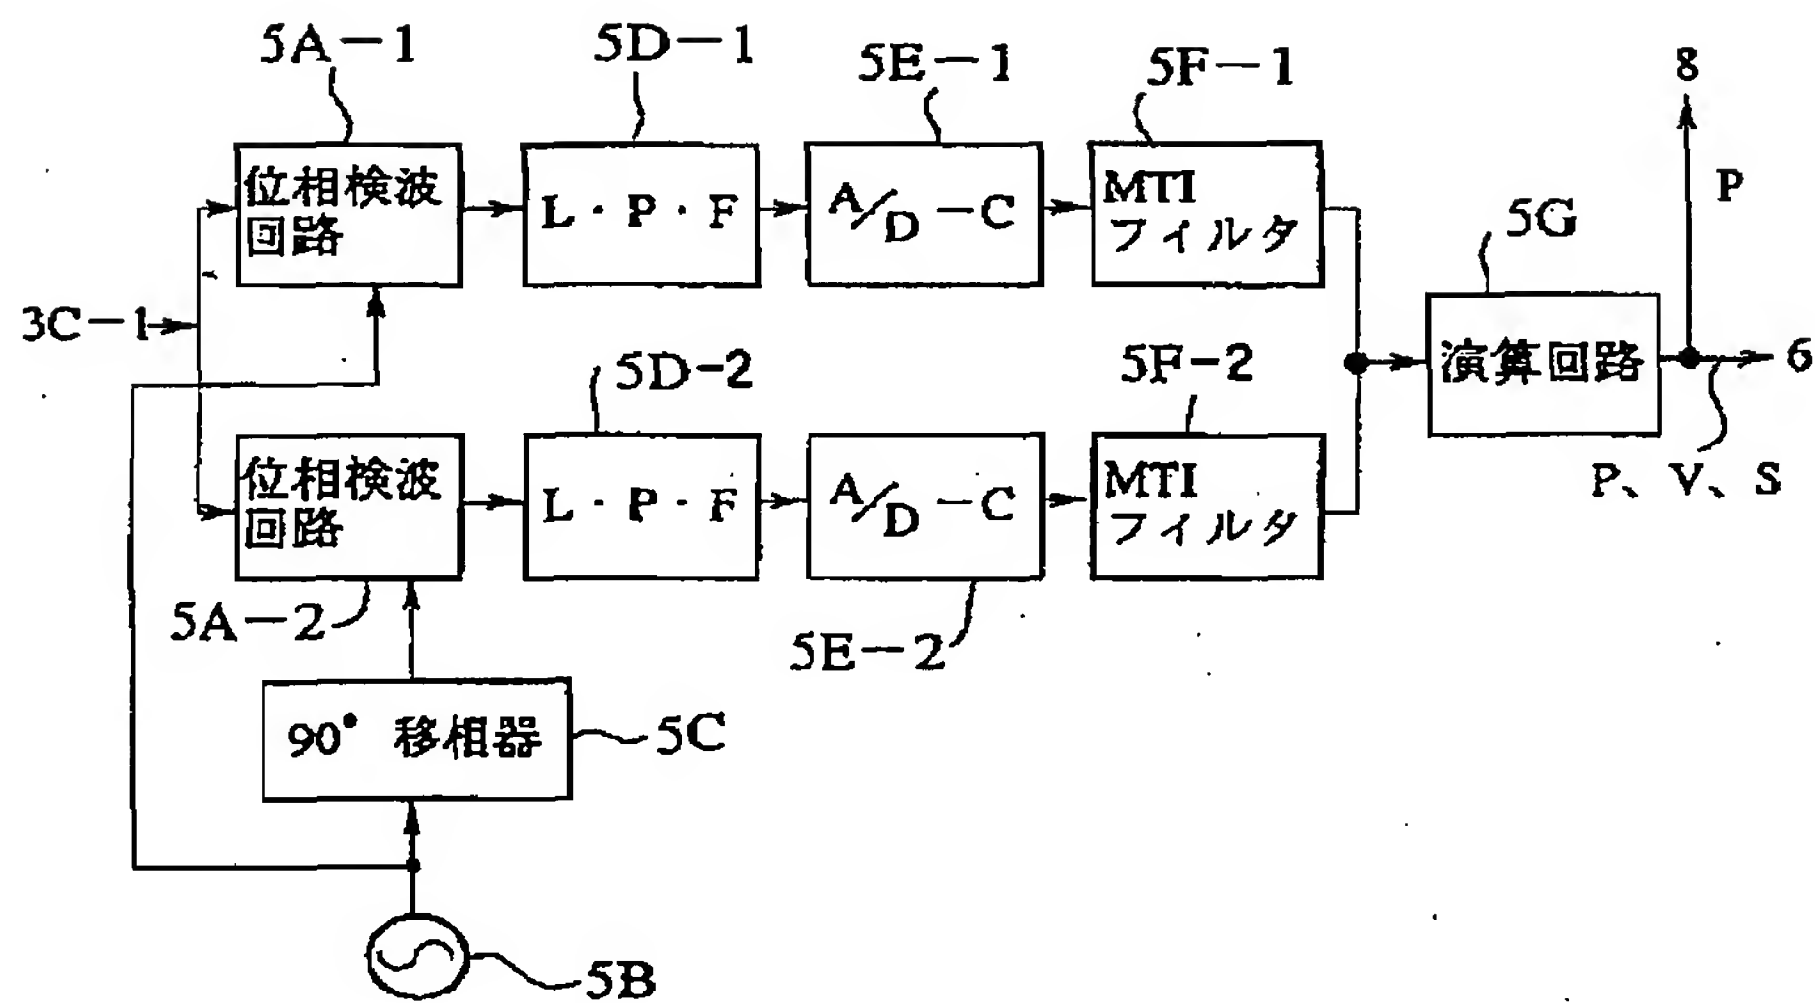 5A-1
5D-1
5E-1
5F-1
8
位相検波
回路
L・P・F
A/D-C
MTI
フィルタ
P
5G
3C-1
演算回路
6
P、V、S
5D-2
5F-2
位相検波
回路
L・P・F
A/D-C
MTI
フィルタ
5A-2
5E-2
90° 移相器
5C
5B